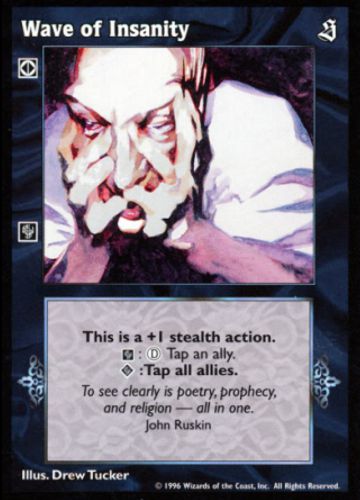 Wave of Insanity
This is a +1 stealth action.
: Ⓓ Tap an ally.
:Tap all allies.
To see clearly is poetry, prophecy,
and religion — all in one.
John Ruskin
Illus. Drew Tucker
© 1996 Wizards of the Coast, Inc. All Rights Reserved.